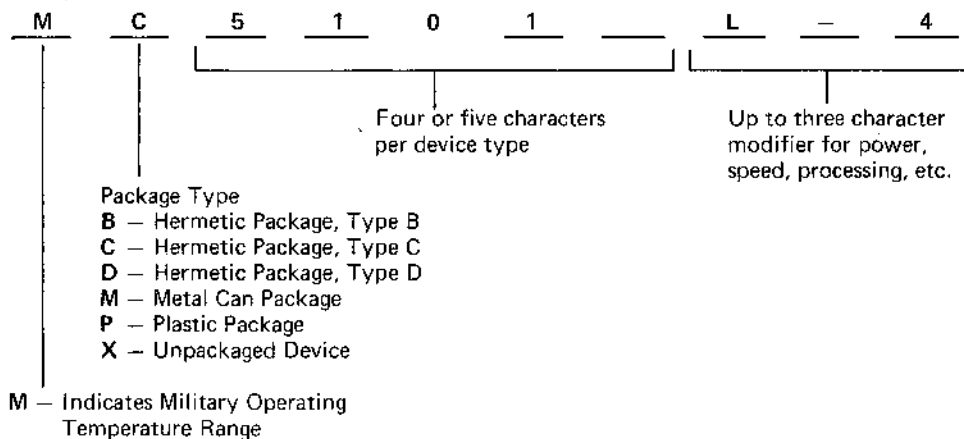 M C 5 1 0 1 L – 4
Four or five characters
per device type
Up to three character
modifier for power,
speed, processing, etc.
Package Type
B – Hermetic Package, Type B
C – Hermetic Package, Type C
D – Hermetic Package, Type D
M – Metal Can Package
P – Plastic Package
X – Unpackaged Device
M – Indicates Military Operating
Temperature Range